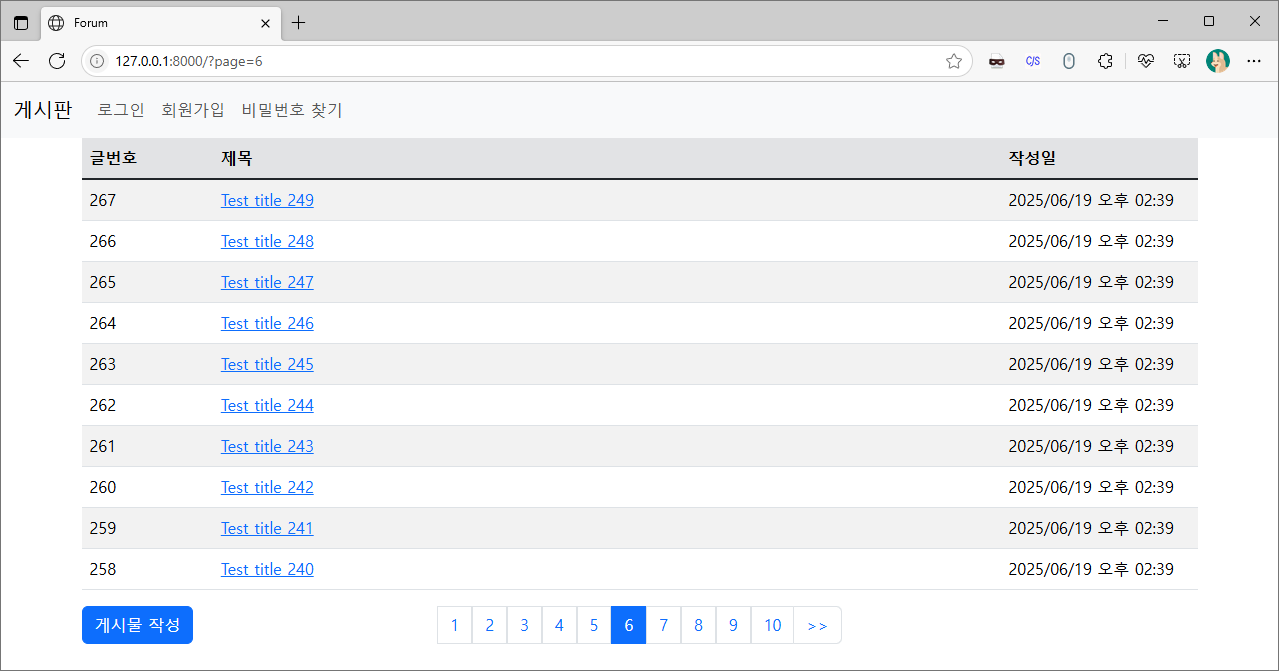 Forum
127.0.0.1:8000/?page=6
C/S
게시판 로그인 회원가입 비밀번호 찾기
글번호 제목 작성일
267 Test title 249 2025/06/19 오후 02:39
266 Test title 248 2025/06/19 오후 02:39
265 Test title 247 2025/06/19 오후 02:39
264 Test title 246 2025/06/19 오후 02:39
263 Test title 245 2025/06/19 오후 02:39
262 Test title 244 2025/06/19 오후 02:39
261 Test title 243 2025/06/19 오후 02:39
260 Test title 242 2025/06/19 오후 02:39
259 Test title 241 2025/06/19 오후 02:39
258 Test title 240 2025/06/19 오후 02:39
게시물 작성 1 2 3 4 5 6 7 8 9 10 >>